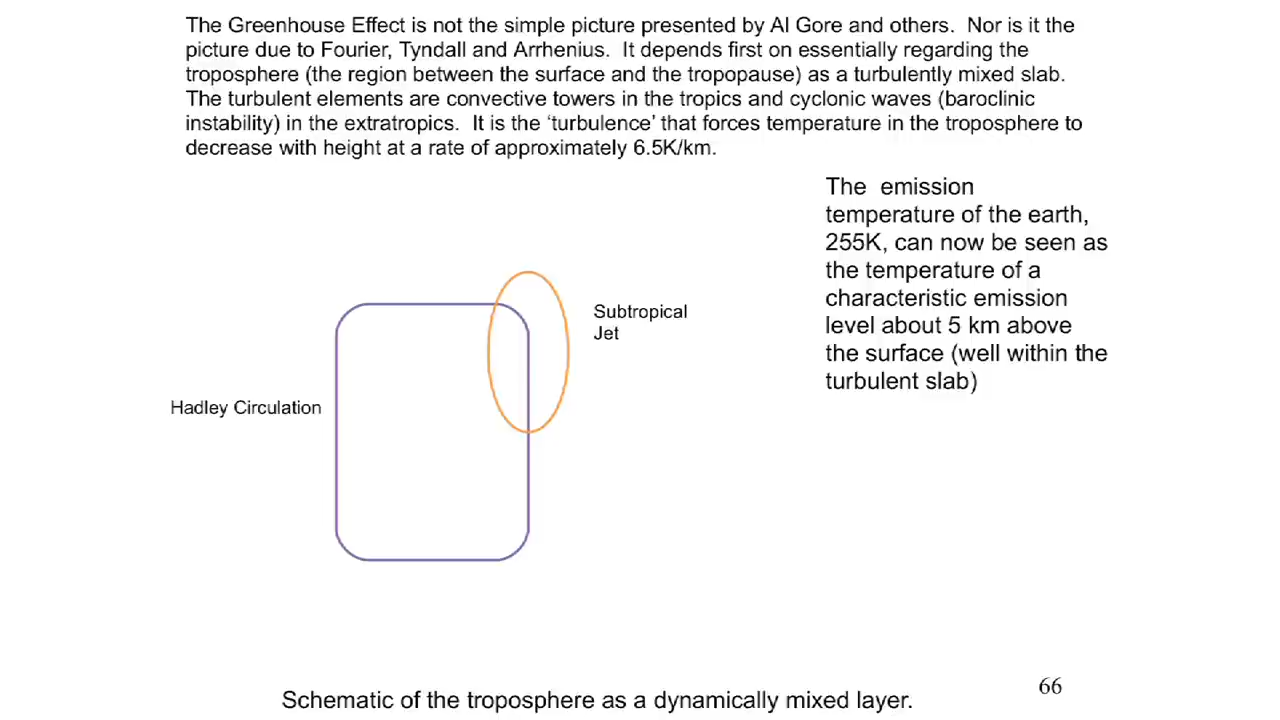 The Greenhouse Effect is not the simple picture presented by Al Gore and others.  Nor is it the
picture due to Fourier, Tyndall and Arrhenius.  It depends first on essentially regarding the
troposphere (the region between the surface and the tropopause) as a turbulently mixed slab.
The turbulent elements are convective towers in the tropics and cyclonic waves (baroclinic
instability) in the extratropics.  It is the ‘turbulence’ that forces temperature in the troposphere to
decrease with height at a rate of approximately 6.5K/km.
The  emission
temperature of the earth,
255K, can now be seen as
the temperature of a
characteristic emission
level about 5 km above
the surface (well within the
turbulent slab)
Subtropical
Jet
Hadley Circulation
66
Schematic of the troposphere as a dynamically mixed layer.